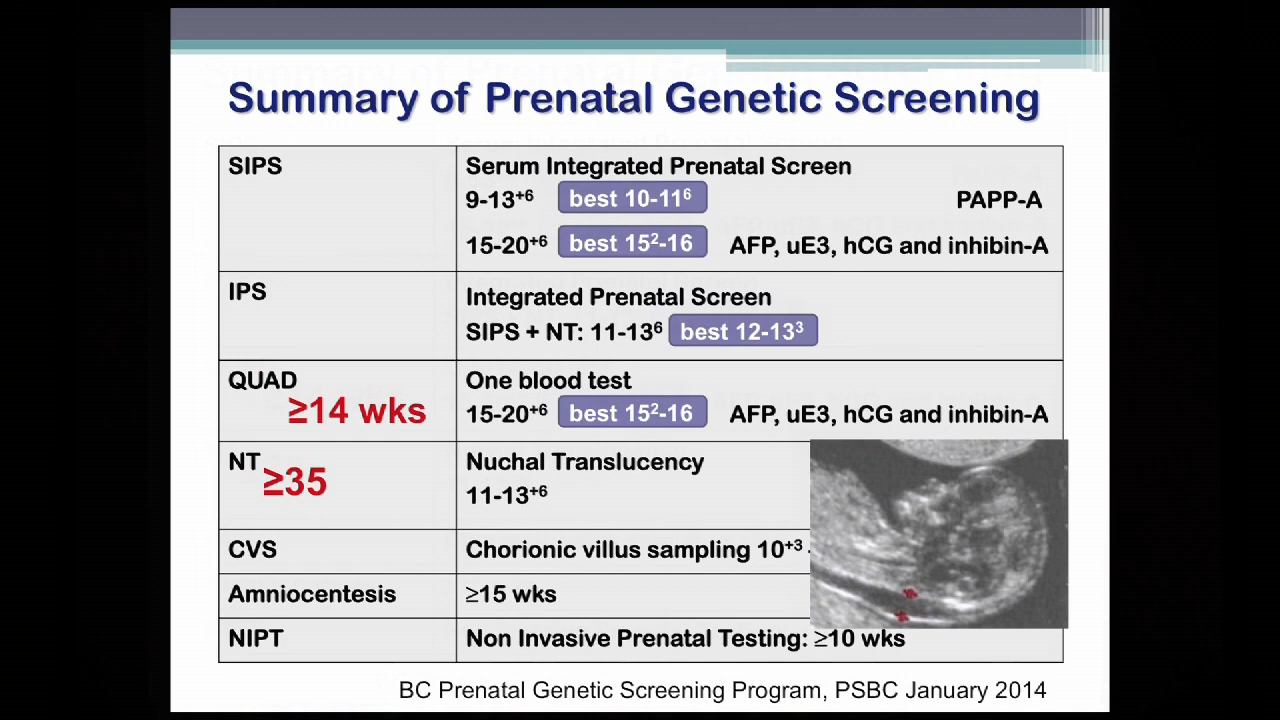 Summary of Prenatal Genetic Screening
SIPS
Serum Integrated Prenatal Screen
9-13+6 best 10-11⁶ PAPP-A
15-20+6 best 15²-16 AFP, uE3, hCG and inhibin-A
IPS
Integrated Prenatal Screen
SIPS + NT: 11-13⁶ best 12-13³
QUAD
≥14 wks
One blood test
15-20+6 best 15²-16 AFP, uE3, hCG and inhibin-A
NT
≥35
Nuchal Translucency
11-13+6
CVS
Chorionic villus sampling 10+3
Amniocentesis
≥15 wks
NIPT
Non Invasive Prenatal Testing: ≥10 wks
BC Prenatal Genetic Screening Program, PSBC January 2014